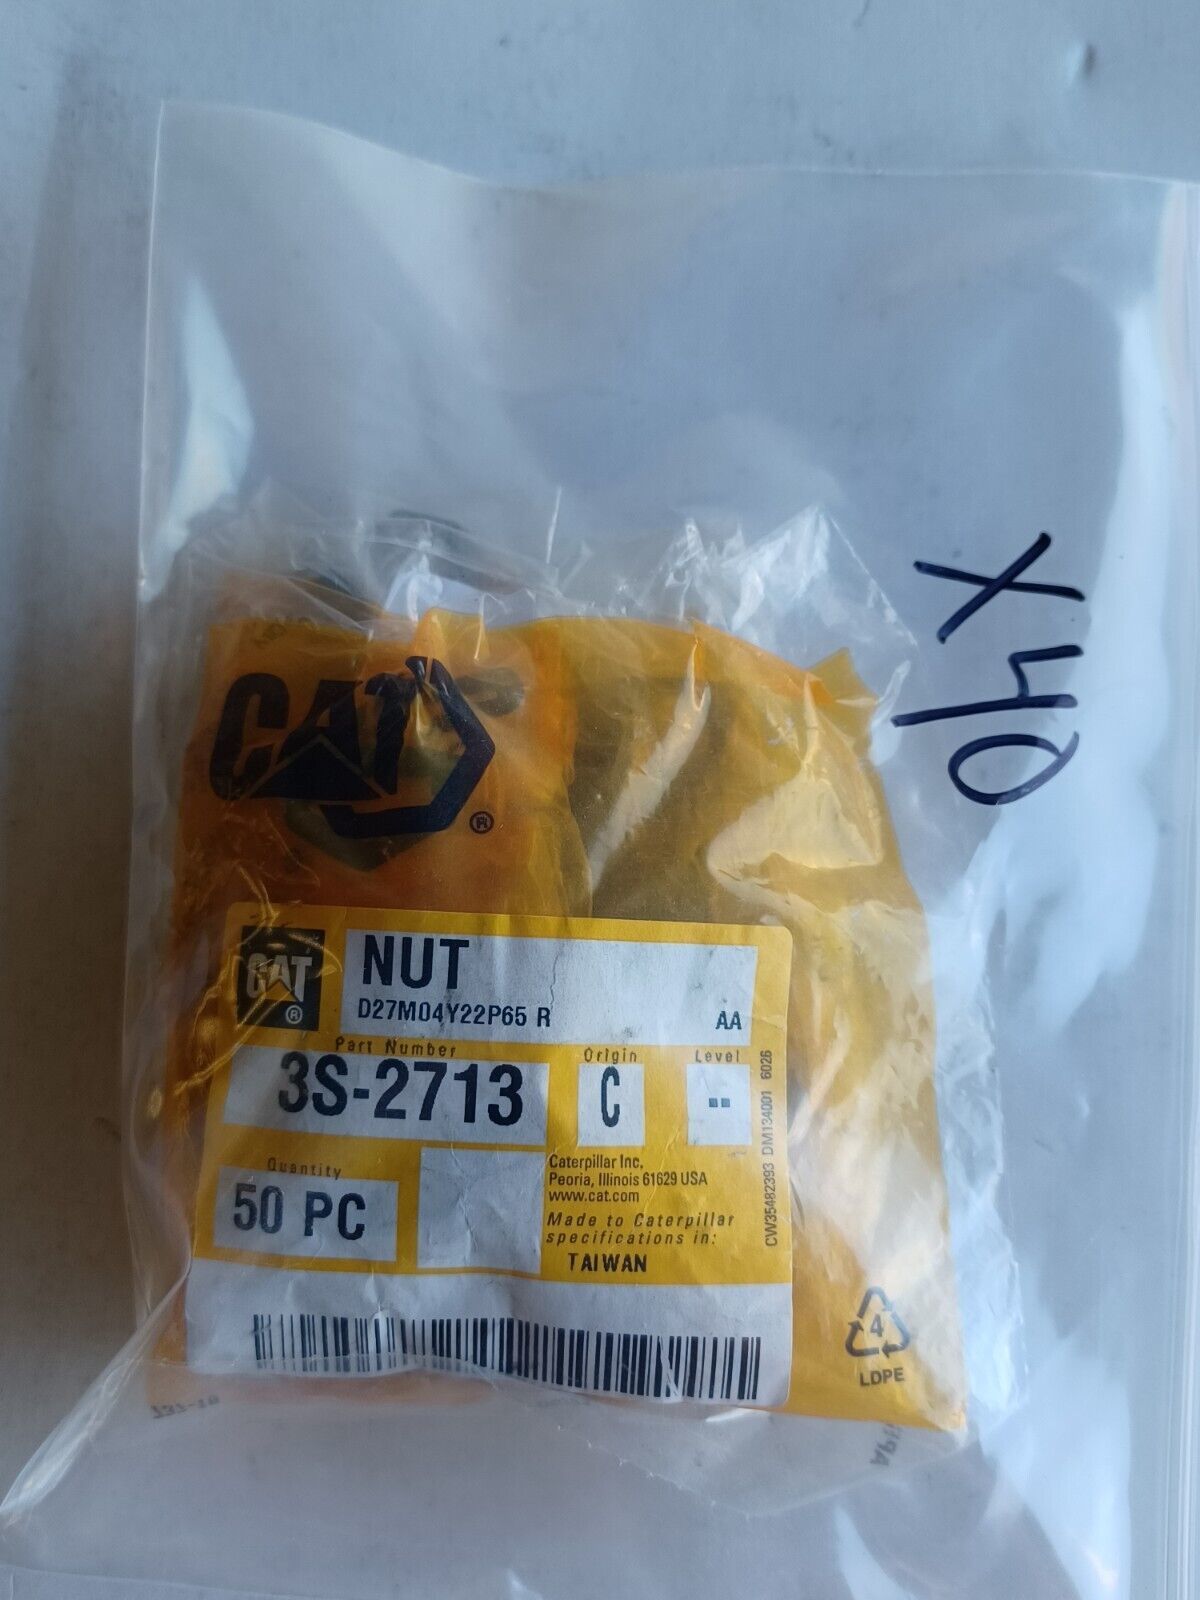 X40
CAT
®
CAT
®
NUT
D27M04Y22P65 R AA
Part Number Origin Level
3S-2713 C --
Quantity
50 PC
Caterpillar Inc.
Peoria, Illinois 61629 USA
www.cat.com
Made to Caterpillar
specifications in:
TAIWAN
CW35482393 DM134001 6026
4
LDPE